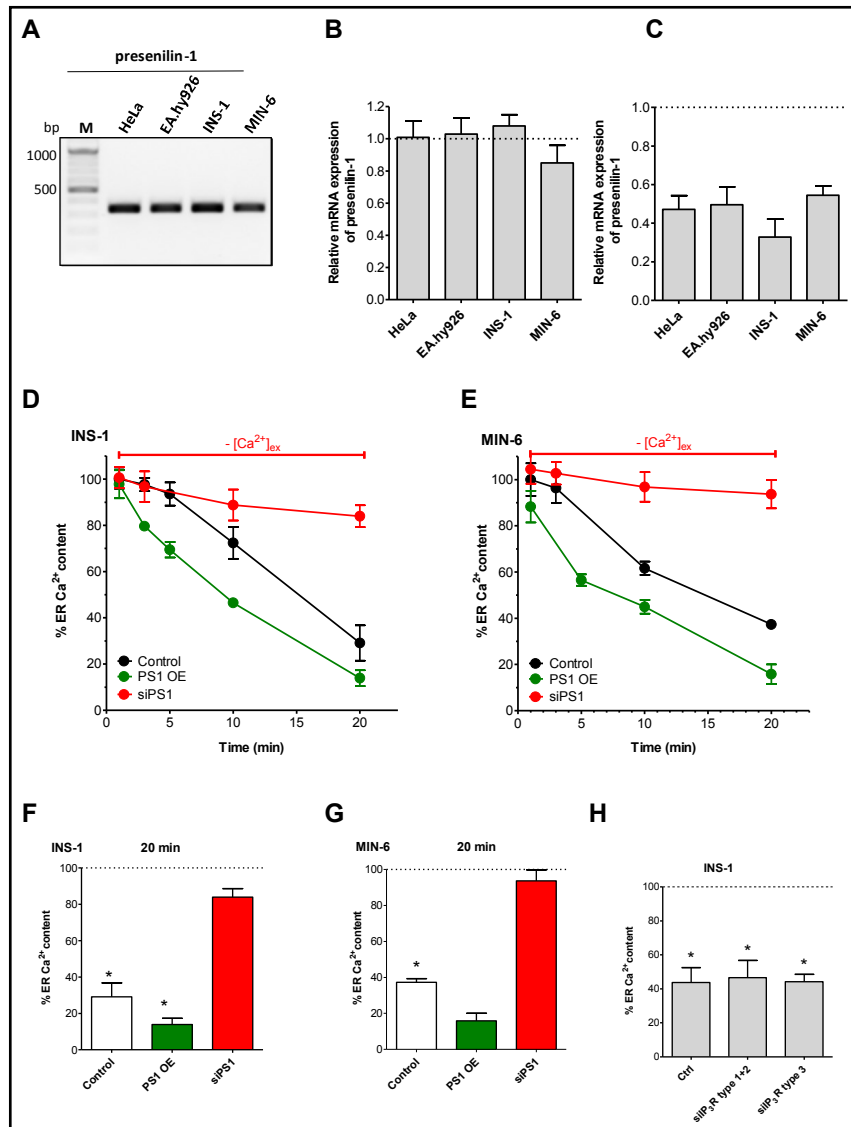 A
presenilin-1
bp M HeLa EA.hy926 INS-1 MIN-6
1000
500
B
Relative mRNA expression
of presenilin-1
1.2
1.0
0.8
0.6
0.4
0.2
0.0
HeLa EA.hy926 INS-1 MIN-6
C
Relative mRNA expression
of presenilin-1
1.0
0.8
0.6
0.4
0.2
0.0
HeLa EA.hy926 INS-1 MIN-6
D
INS-1
- [Ca²⁺]ex
% ER Ca²⁺ content
100
80
60
40
20
0
Control
PS1 OE
siPS1
0 5 10 15 20
Time (min)
E
MIN-6
- [Ca²⁺]ex
% ER Ca²⁺ content
100
80
60
40
20
0
Control
PS1 OE
siPS1
0 5 10 15 20
Time (min)
F
INS-1 20 min
% ER Ca²⁺ content
100
80
60
40
20
0
* *
Control PS1 OE siPS1
G
MIN-6 20 min
% ER Ca²⁺ content
100
80
60
40
20
0
*
Control PS1 OE siPS1
H
INS-1
% ER Ca²⁺ content
100
80
60
40
20
0
* * *
Ctrl siIP₃R type 1+2 siIP₃R type 3